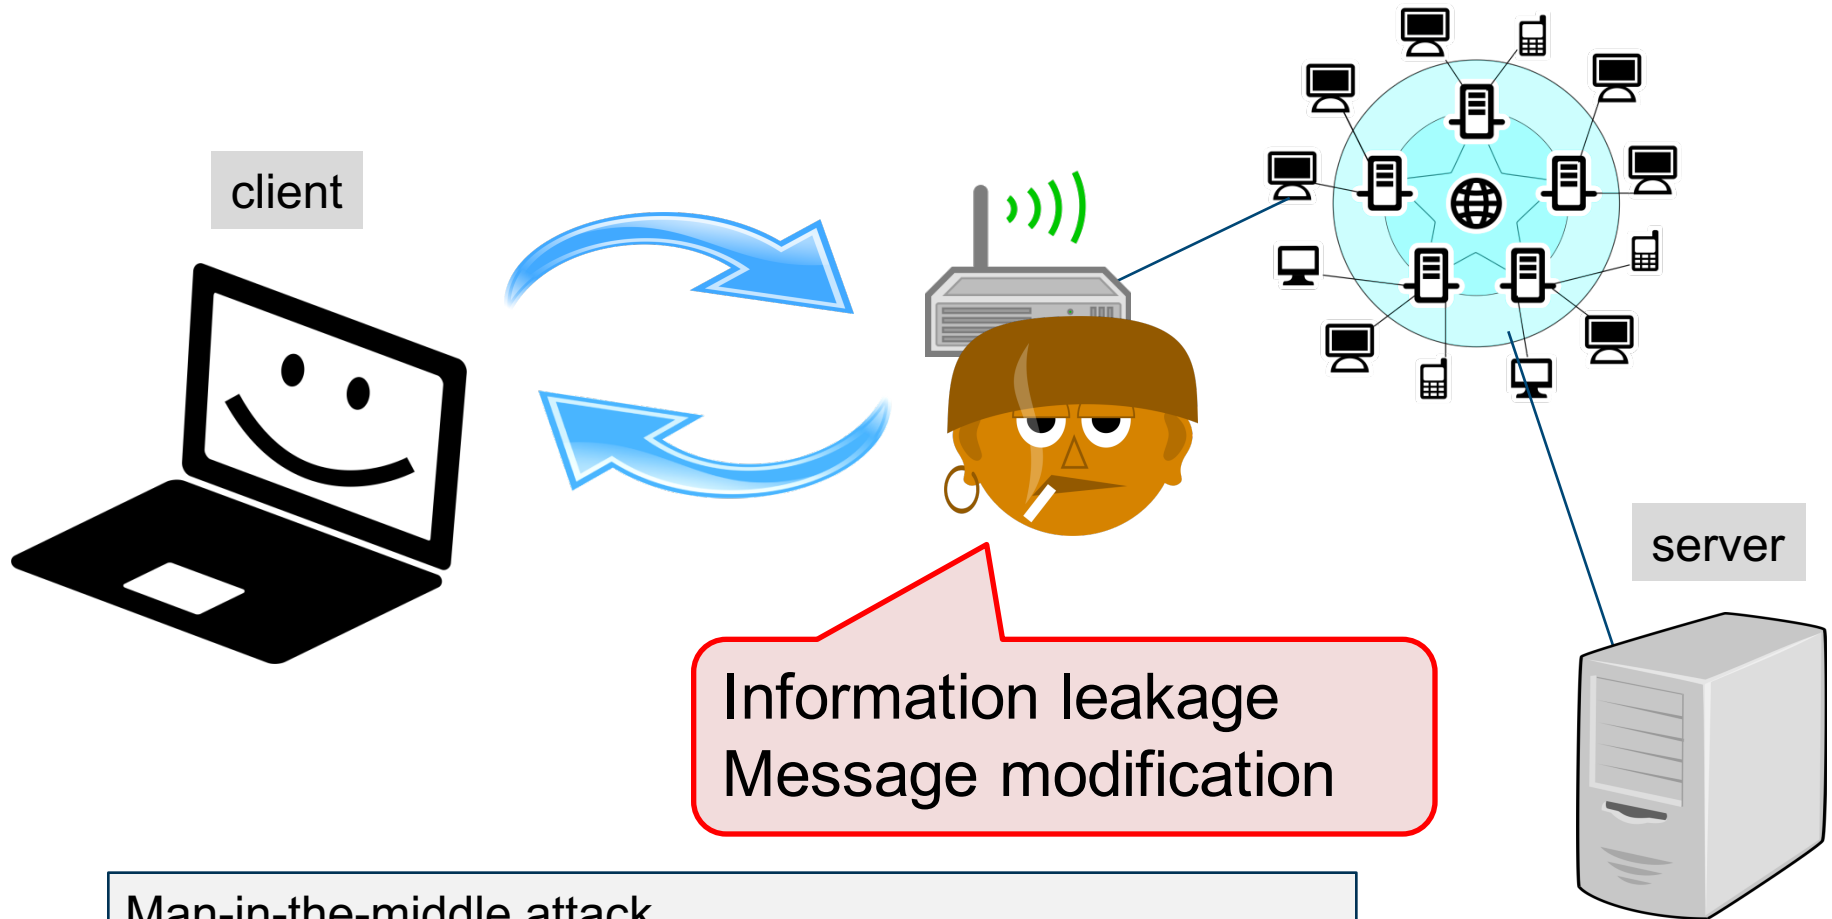 client
server
Information leakage
Message modification
Man-in-the-middle attack